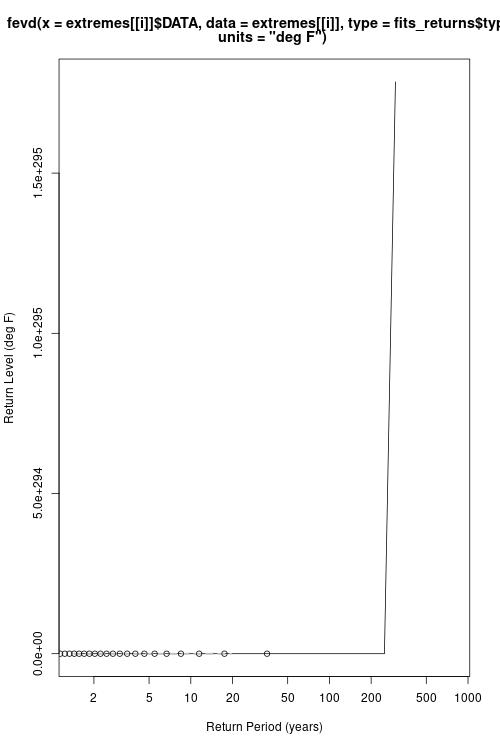 fevd(x = extremes[[i]]$DATA, data = extremes[[i]], type = fits_returns$typ
units = "deg F")
1.5e+295
1.0e+295
5.0e+294
0.0e+00
Return Level (deg F)
2 5 10 20 50 100 200 500 1000
Return Period (years)